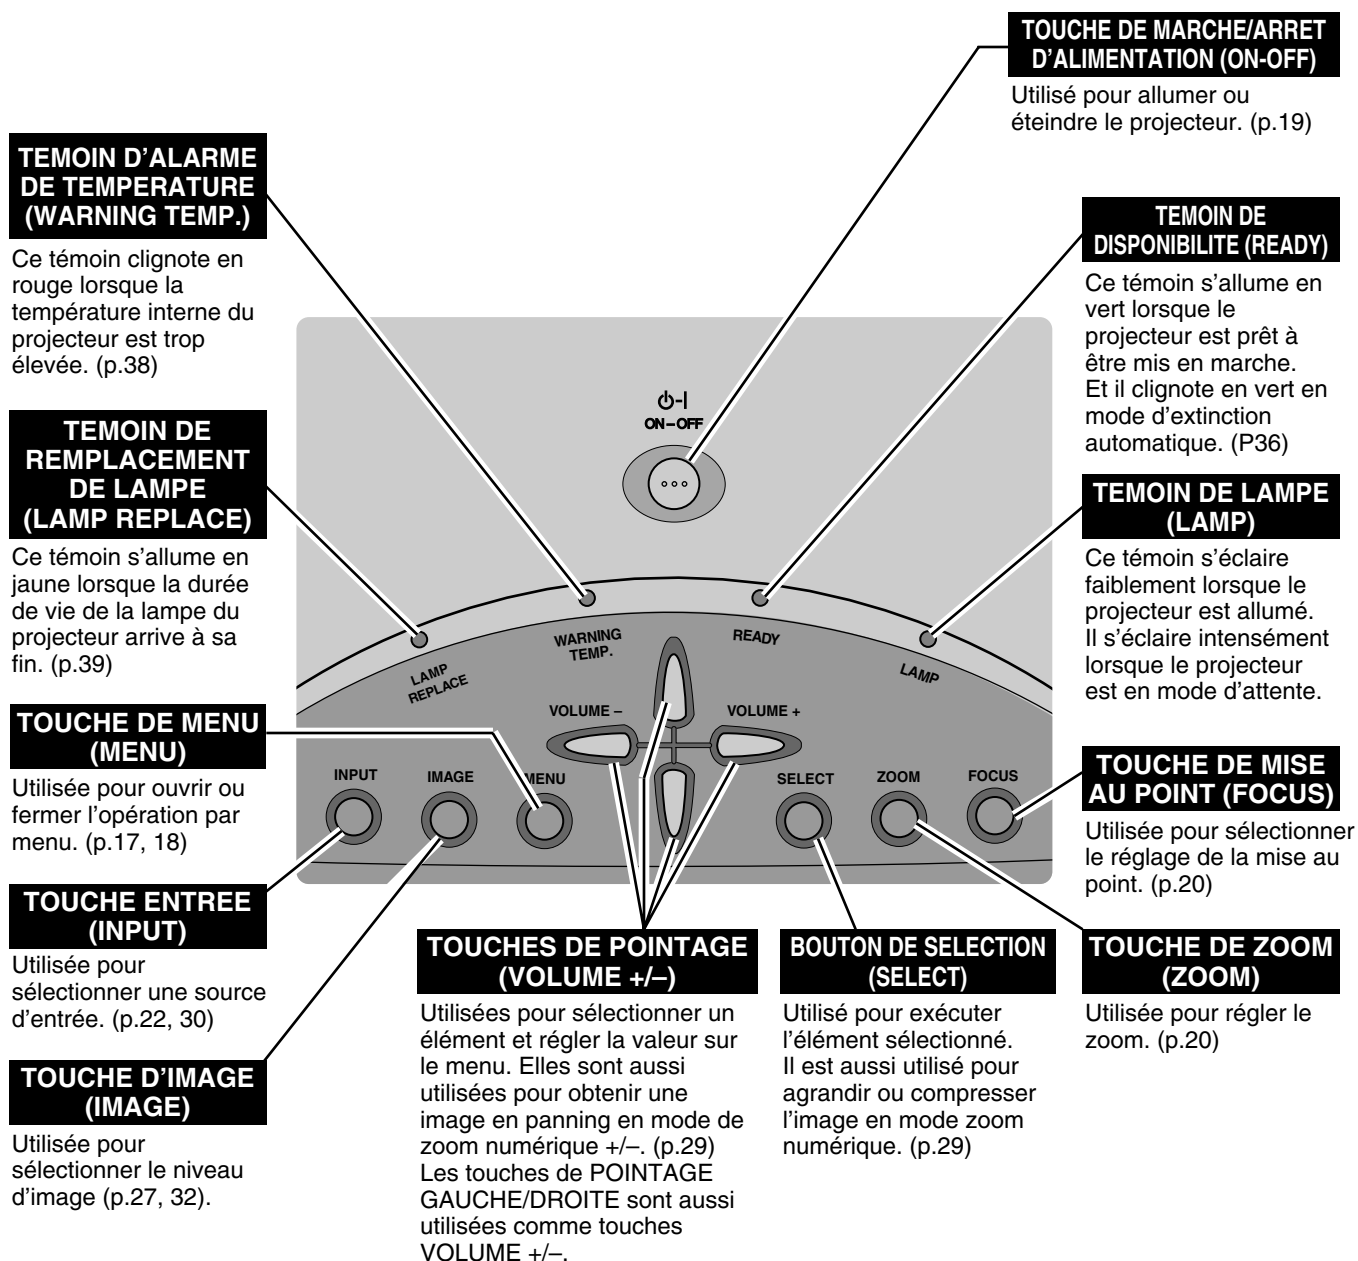 TOUCHE DE MARCHE/ARRET
D’ALIMENTATION (ON-OFF)
Utilisé pour allumer ou
éteindre le projecteur. (p.19)
TEMOIN D’ALARME
DE TEMPERATURE
(WARNING TEMP.)
Ce témoin clignote en
rouge lorsque la
température interne du
projecteur est trop
élevée. (p.38)
TEMOIN DE
DISPONIBILITE (READY)
Ce témoin s’allume en
vert lorsque le
projecteur est prêt à
être mis en marche.
Et il clignote en vert en
mode d’extinction
automatique. (P36)
TEMOIN DE
REMPLACEMENT
DE LAMPE
(LAMP REPLACE)
Ce témoin s’allume en
jaune lorsque la durée
de vie de la lampe du
projecteur arrive à sa
fin. (p.39)
TEMOIN DE LAMPE
(LAMP)
Ce témoin s’éclaire
faiblement lorsque le
projecteur est allumé.
Il s’éclaire intensément
lorsque le projecteur
est en mode d’attente.
ON–OFF
LAMP
REPLACE
WARNING
TEMP.
READY
LAMP
VOLUME –
VOLUME +
INPUT
IMAGE
MENU
SELECT
ZOOM
FOCUS
TOUCHE DE MENU
(MENU)
Utilisée pour ouvrir ou
fermer l’opération par
menu. (p.17, 18)
TOUCHE DE MISE
AU POINT (FOCUS)
Utilisée pour sélectionner
le réglage de la mise au
point. (p.20)
TOUCHE ENTREE
(INPUT)
Utilisée pour
sélectionner une source
d’entrée. (p.22, 30)
TOUCHE D’IMAGE
(IMAGE)
Utilisée pour
sélectionner le niveau
d’image (p.27, 32).
TOUCHES DE POINTAGE
(VOLUME +/–)
Utilisées pour sélectionner un
élément et régler la valeur sur
le menu. Elles sont aussi
utilisées pour obtenir une
image en panning en mode de
zoom numérique +/–. (p.29)
Les touches de POINTAGE
GAUCHE/DROITE sont aussi
utilisées comme touches
VOLUME +/–.
BOUTON DE SELECTION
(SELECT)
Utilisé pour exécuter
l’élément sélectionné.
Il est aussi utilisé pour
agrandir ou compresser
l’image en mode zoom
numérique. (p.29)
TOUCHE DE ZOOM
(ZOOM)
Utilisée pour régler le
zoom. (p.20)